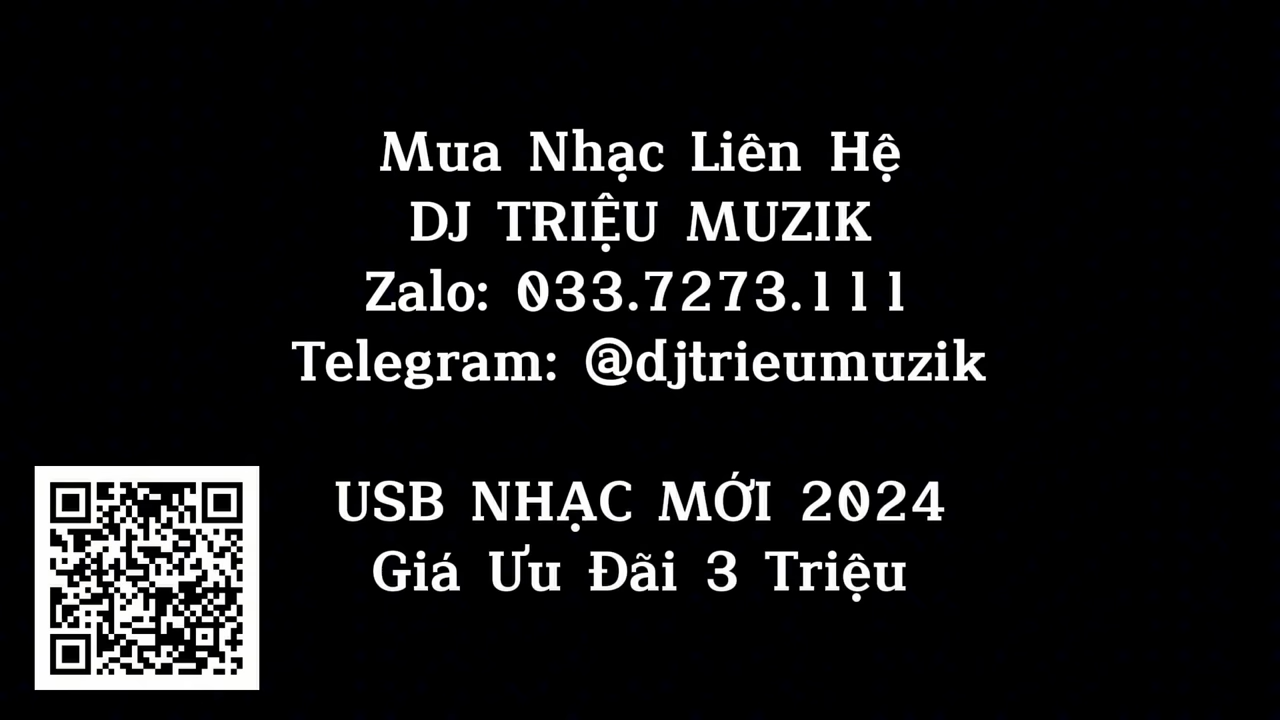 Mua Nhạc Liên Hệ
DJ TRIỆU MUZIK
Zalo: 033.7273.111
Telegram: @djtrieumuzik
USB NHẠC MỚI 2024
Giá Ưu Đãi 3 Triệu